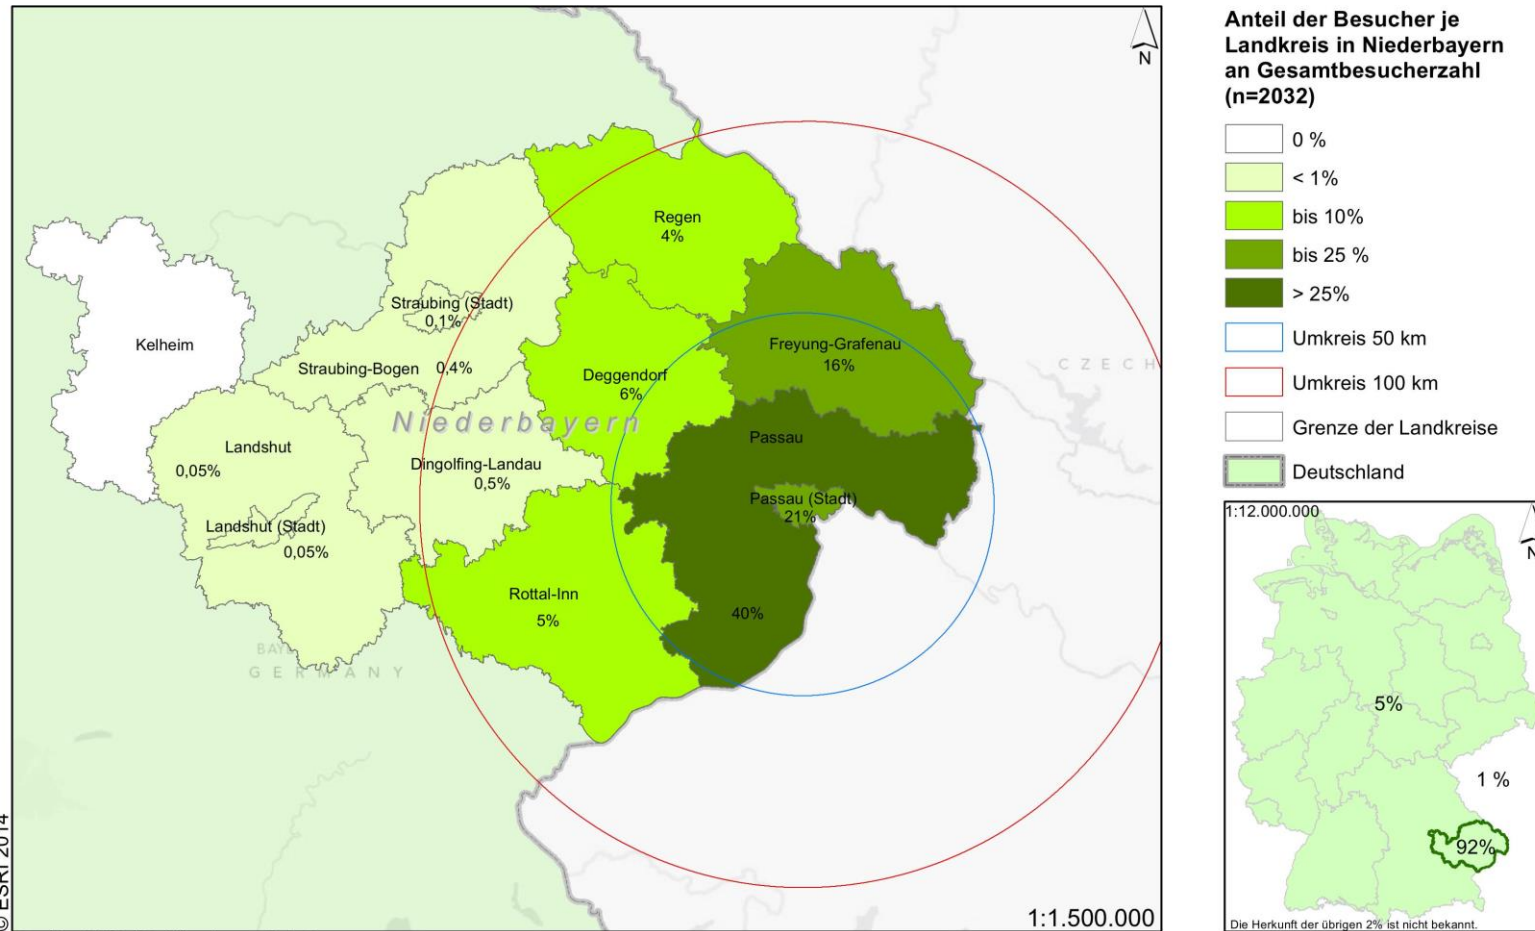 N
Regen
4%
Straubing (Stadt)
0,1%
Kelheim
Freyung-Grafenau
16%
CZECH
Straubing-Bogen 0,4%
Deggendorf
6%
Niederbayern
Passau
Landshut
0,05%
Dingolfing-Landau
0,5%
Passau (Stadt)
21%
Landshut (Stadt)
0,05%
Rottal-Inn
5%
40%
GERMANY
© ESRI 2014
1:1.500.000
Anteil der Besucher je
Landkreis in Niederbayern
an Gesamtbesucherzahl
(n=2032)
0 %
< 1%
bis 10%
bis 25 %
> 25%
Umkreis 50 km
Umkreis 100 km
Grenze der Landkreise
Deutschland
1:12.000.000
N
5%
1 %
92%
Die Herkunft der übrigen 2% ist nicht bekannt.